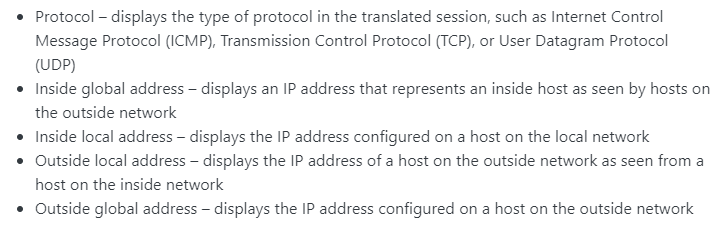 • Protocol – displays the type of protocol in the translated session, such as Internet Control
Message Protocol (ICMP), Transmission Control Protocol (TCP), or User Datagram Protocol
(UDP)
• Inside global address – displays an IP address that represents an inside host as seen by hosts on
the outside network
• Inside local address – displays the IP address configured on a host on the local network
• Outside local address – displays the IP address of a host on the outside network as seen from a
host on the inside network
• Outside global address – displays the IP address configured on a host on the outside network